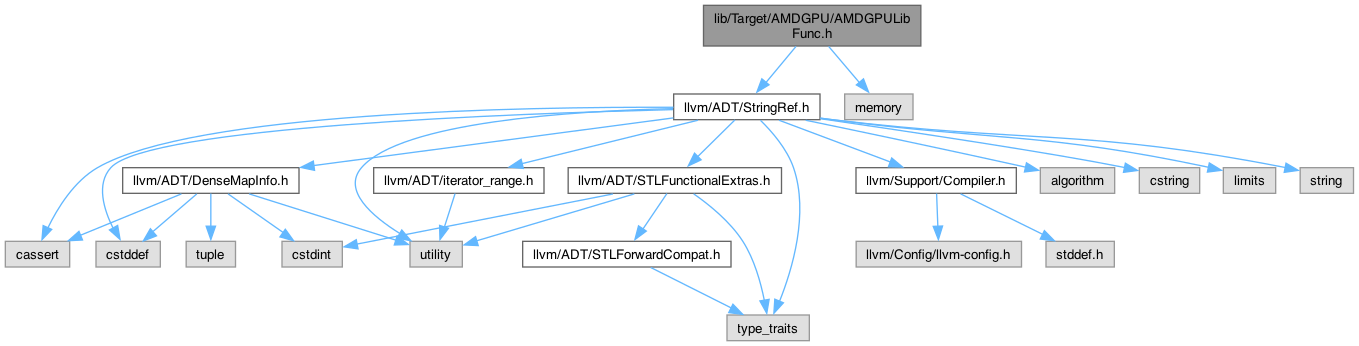 lib/Target/AMDGPU/AMDGPULib
Func.h
llvm/ADT/StringRef.h
memory
llvm/ADT/DenseMapInfo.h
llvm/ADT/iterator_range.h
llvm/ADT/STLFunctionalExtras.h
llvm/Support/Compiler.h
algorithm
cstring
limits
string
cassert
cstddef
tuple
cstdint
utility
llvm/ADT/STLForwardCompat.h
llvm/Config/llvm-config.h
stddef.h
type_traits